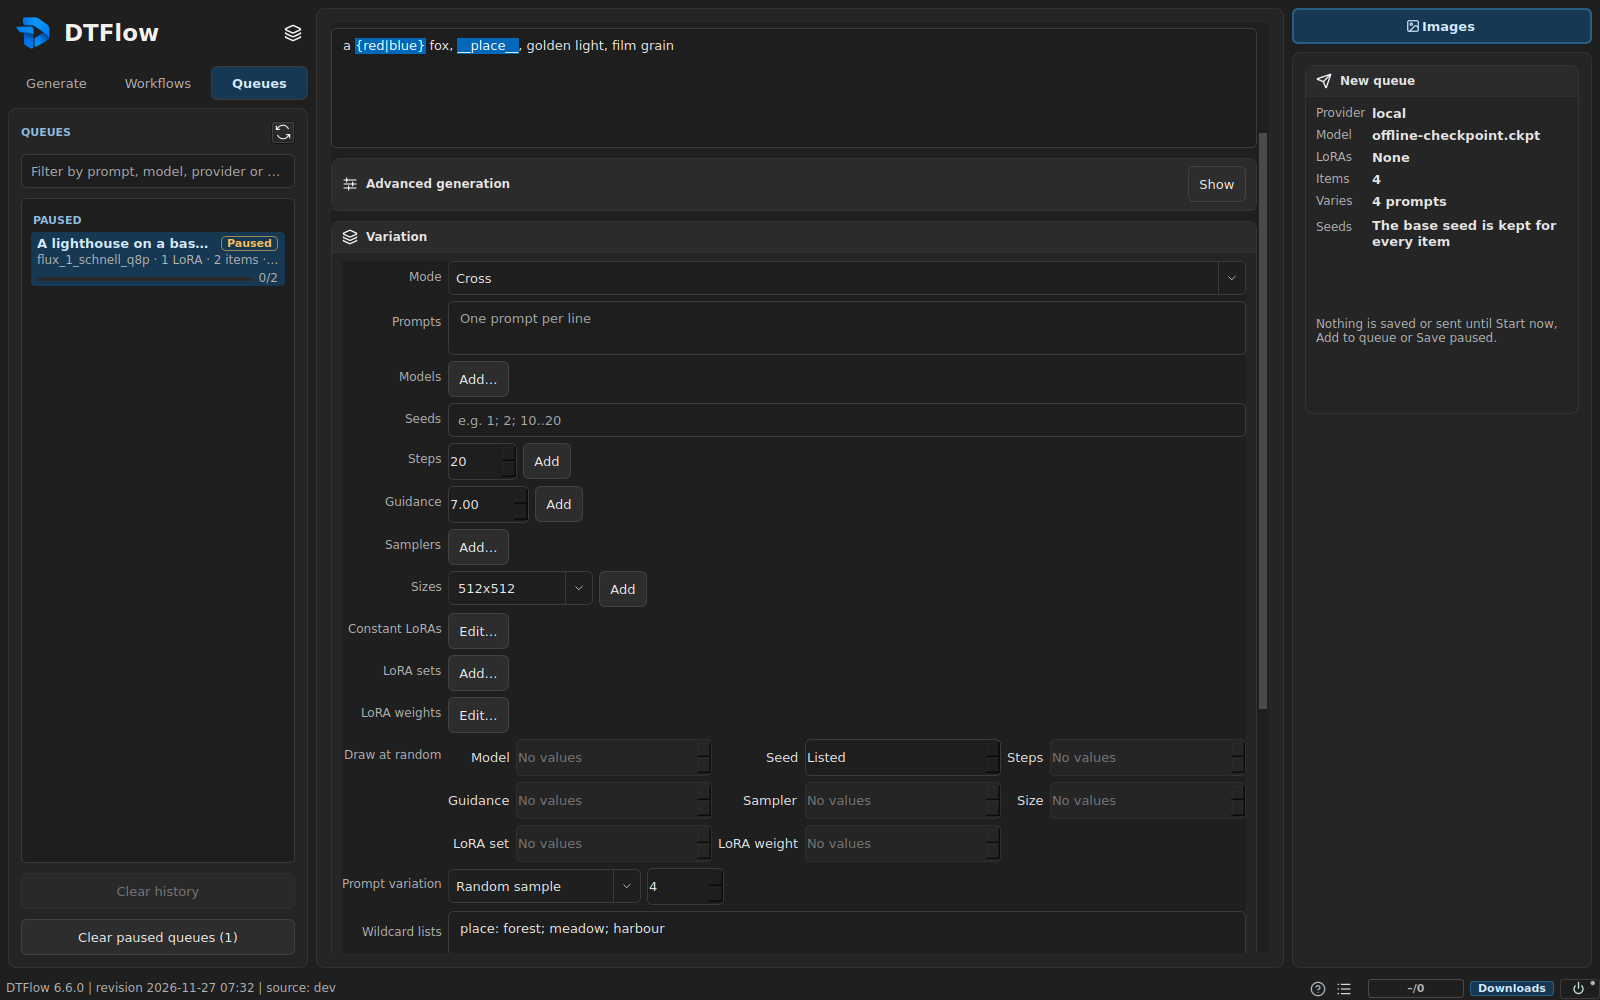 DTFlow
Generate
Workflows
Queues
QUEUES
Filter by prompt, model, provider or ...
PAUSED
A lighthouse on a bas...
Paused
flux_1_schnell_q8p · 1 LoRA · 2 items ·...
0/2
Clear history
Clear paused queues (1)
a {red|blue} fox, __place__, golden light, film grain
Advanced generation
Show
Variation
Mode
Cross
Prompts
One prompt per line
Models
Add...
Seeds
e.g. 1; 2; 10..20
Steps
20
Add
Guidance
7.00
Add
Samplers
Add...
Sizes
512x512
Add
Constant LoRAs
Edit...
LoRA sets
Add...
LoRA weights
Edit...
Draw at random
Model
No values
Seed
Listed
Steps
No values
Guidance
No values
Sampler
No values
Size
No values
LoRA set
No values
LoRA weight
No values
Prompt variation
Random sample
4
Wildcard lists
place: forest; meadow; harbour
Images
New queue
Provider
local
Model
offline-checkpoint.ckpt
LoRAs
None
Items
4
Varies
4 prompts
Seeds
The base seed is kept for
every item
Nothing is saved or sent until Start now,
Add to queue or Save paused.
DTFlow 6.6.0 | revision 2026-11-27 07:32 | source: dev
-/0
Downloads